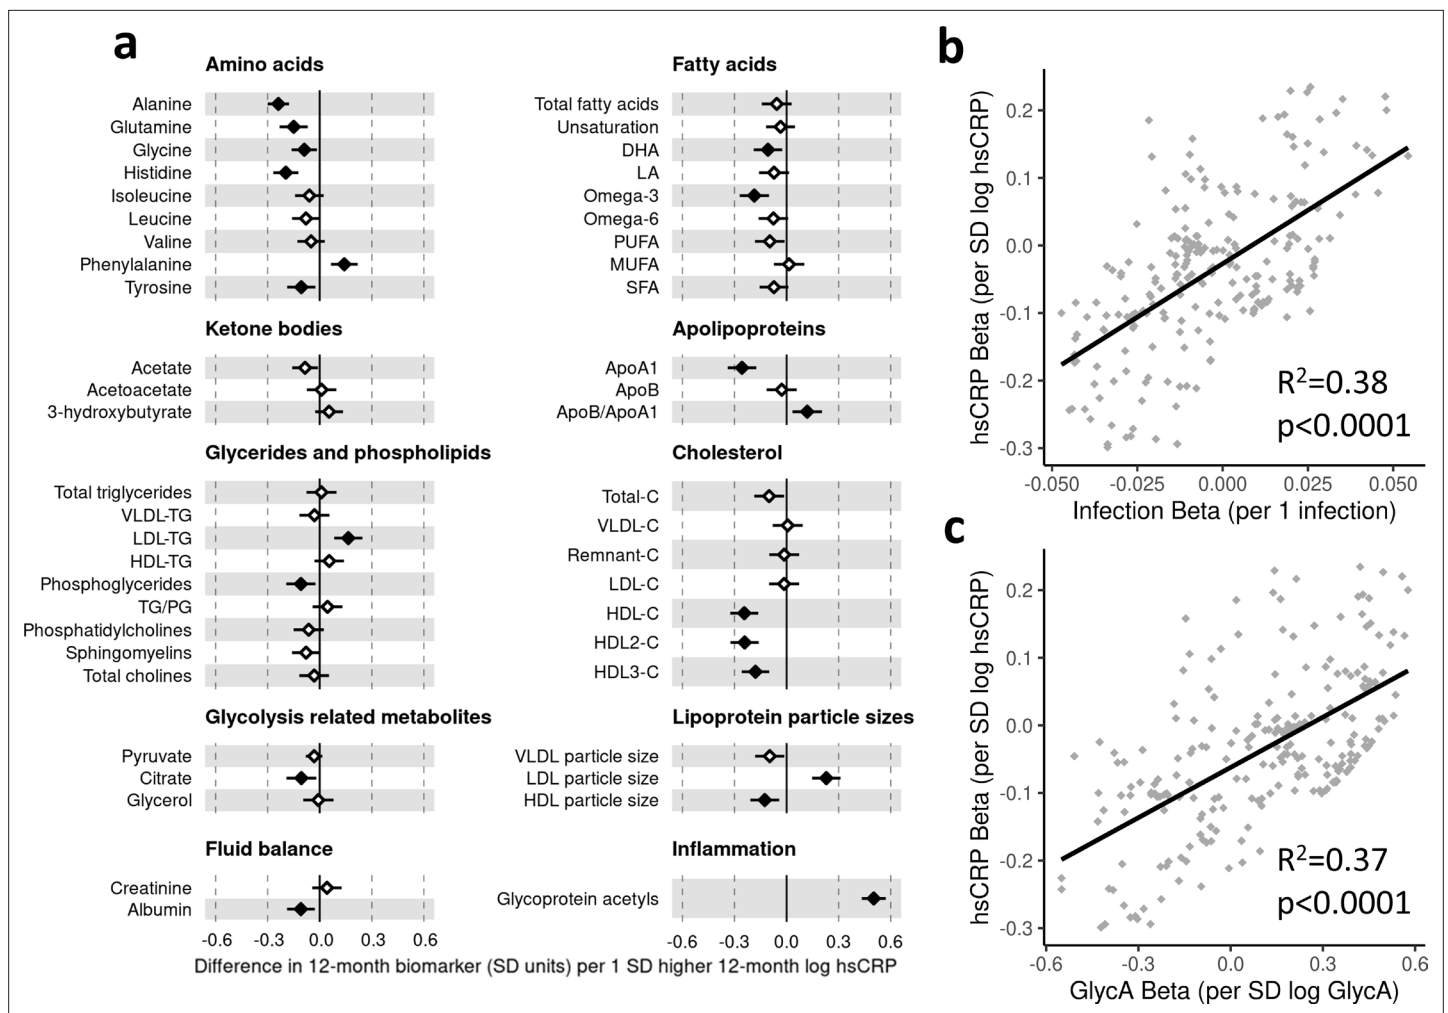 a
Amino acids
Alanine
Glutamine
Glycine
Histidine
Isoleucine
Leucine
Valine
Phenylalanine
Tyrosine
Ketone bodies
Acetate
Acetoacetate
3-hydroxybutyrate
Glycerides and phospholipids
Total triglycerides
VLDL-TG
LDL-TG
HDL-TG
Phosphoglycerides
TG/PG
Phosphatidylcholines
Sphingomyelins
Total cholines
Glycolysis related metabolites
Pyruvate
Citrate
Glycerol
Fluid balance
Creatinine
Albumin
-0.6 -0.3 0.0 0.3 0.6
Fatty acids
Total fatty acids
Unsaturation
DHA
LA
Omega-3
Omega-6
PUFA
MUFA
SFA
Apolipoproteins
ApoA1
ApoB
ApoB/ApoA1
Cholesterol
Total-C
VLDL-C
Remnant-C
LDL-C
HDL-C
HDL2-C
HDL3-C
Lipoprotein particle sizes
VLDL particle size
LDL particle size
HDL particle size
Inflammation
Glycoprotein acetyls
-0.6 -0.3 0.0 0.3 0.6
Difference in 12-month biomarker (SD units) per 1 SD higher 12-month log hsCRP
b
hsCRP Beta (per SD log hsCRP)
0.2
0.1
0.0
-0.1
-0.2
-0.3
R²=0.38
p<0.0001
-0.050 -0.025 0.000 0.025 0.050
Infection Beta (per 1 infection)
c
hsCRP Beta (per SD log hsCRP)
0.2
0.1
0.0
-0.1
-0.2
-0.3
R²=0.37
p<0.0001
-0.6 -0.3 0.0 0.3 0.6
GlycA Beta (per SD log GlycA)